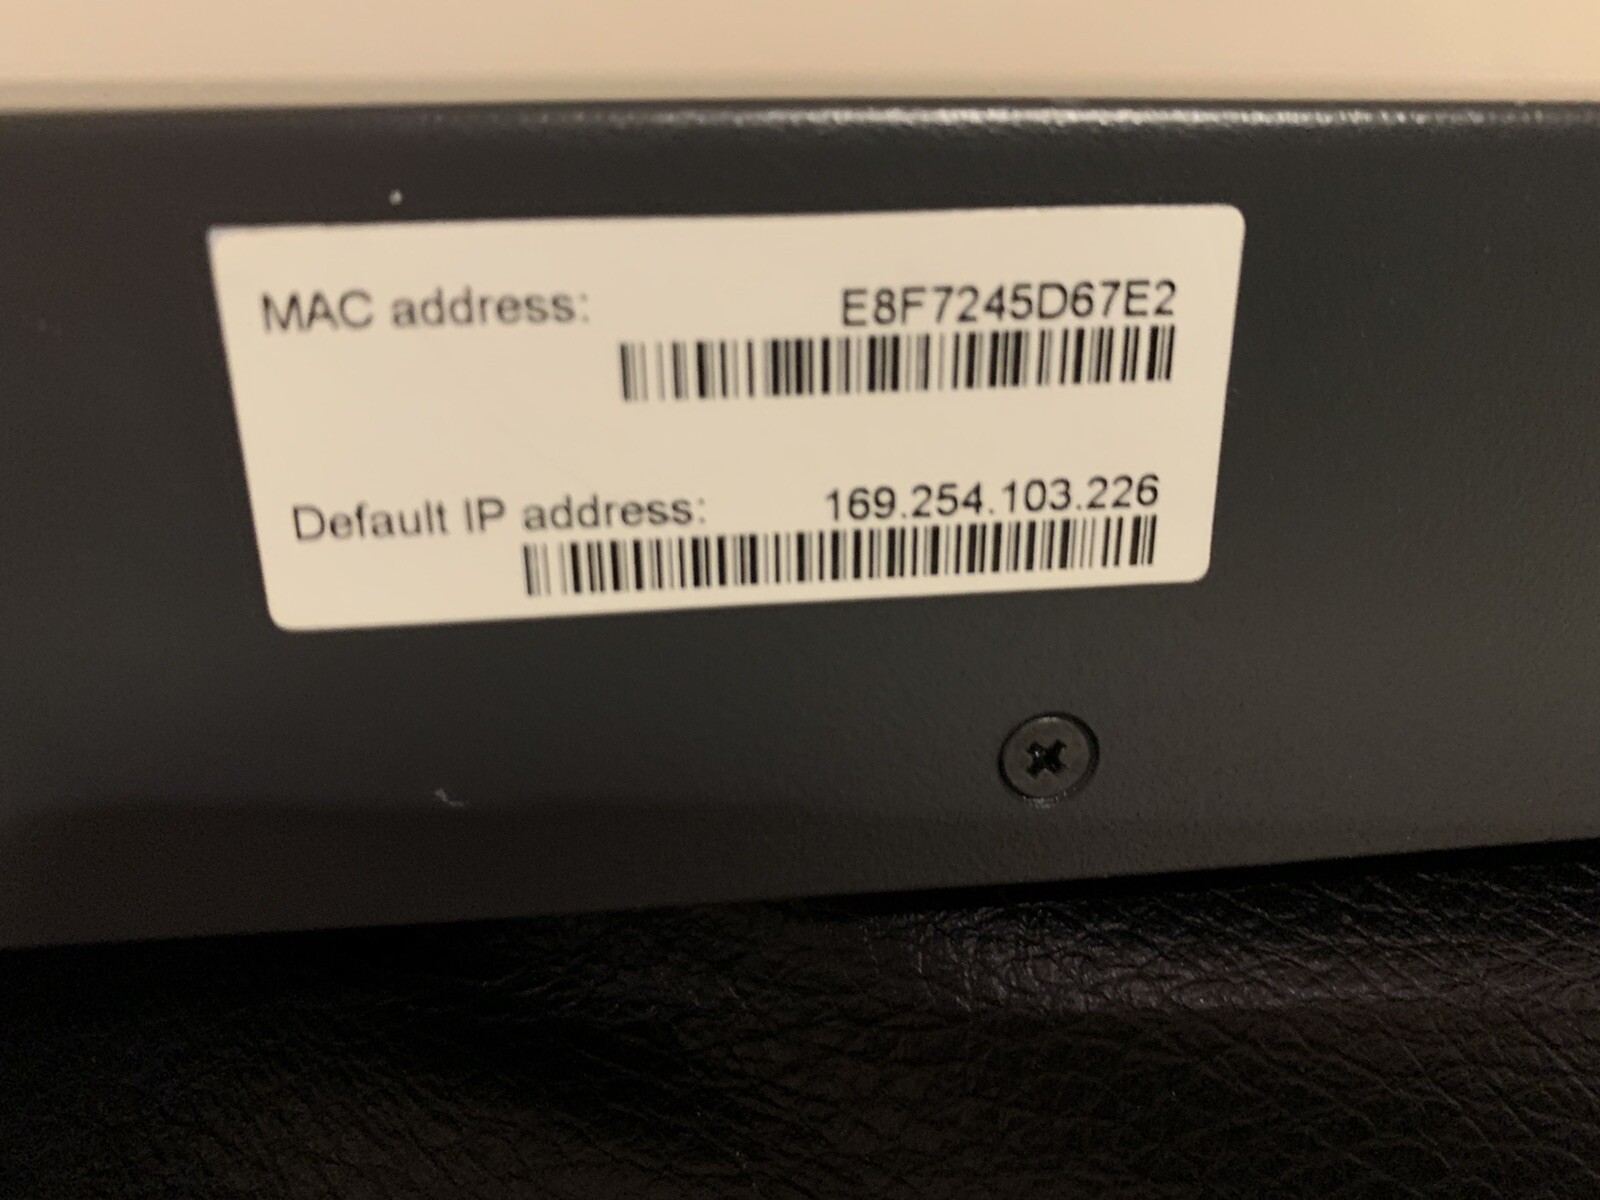 MAC address: E8F7245D67E2
Default IP address: 169.254.103.226